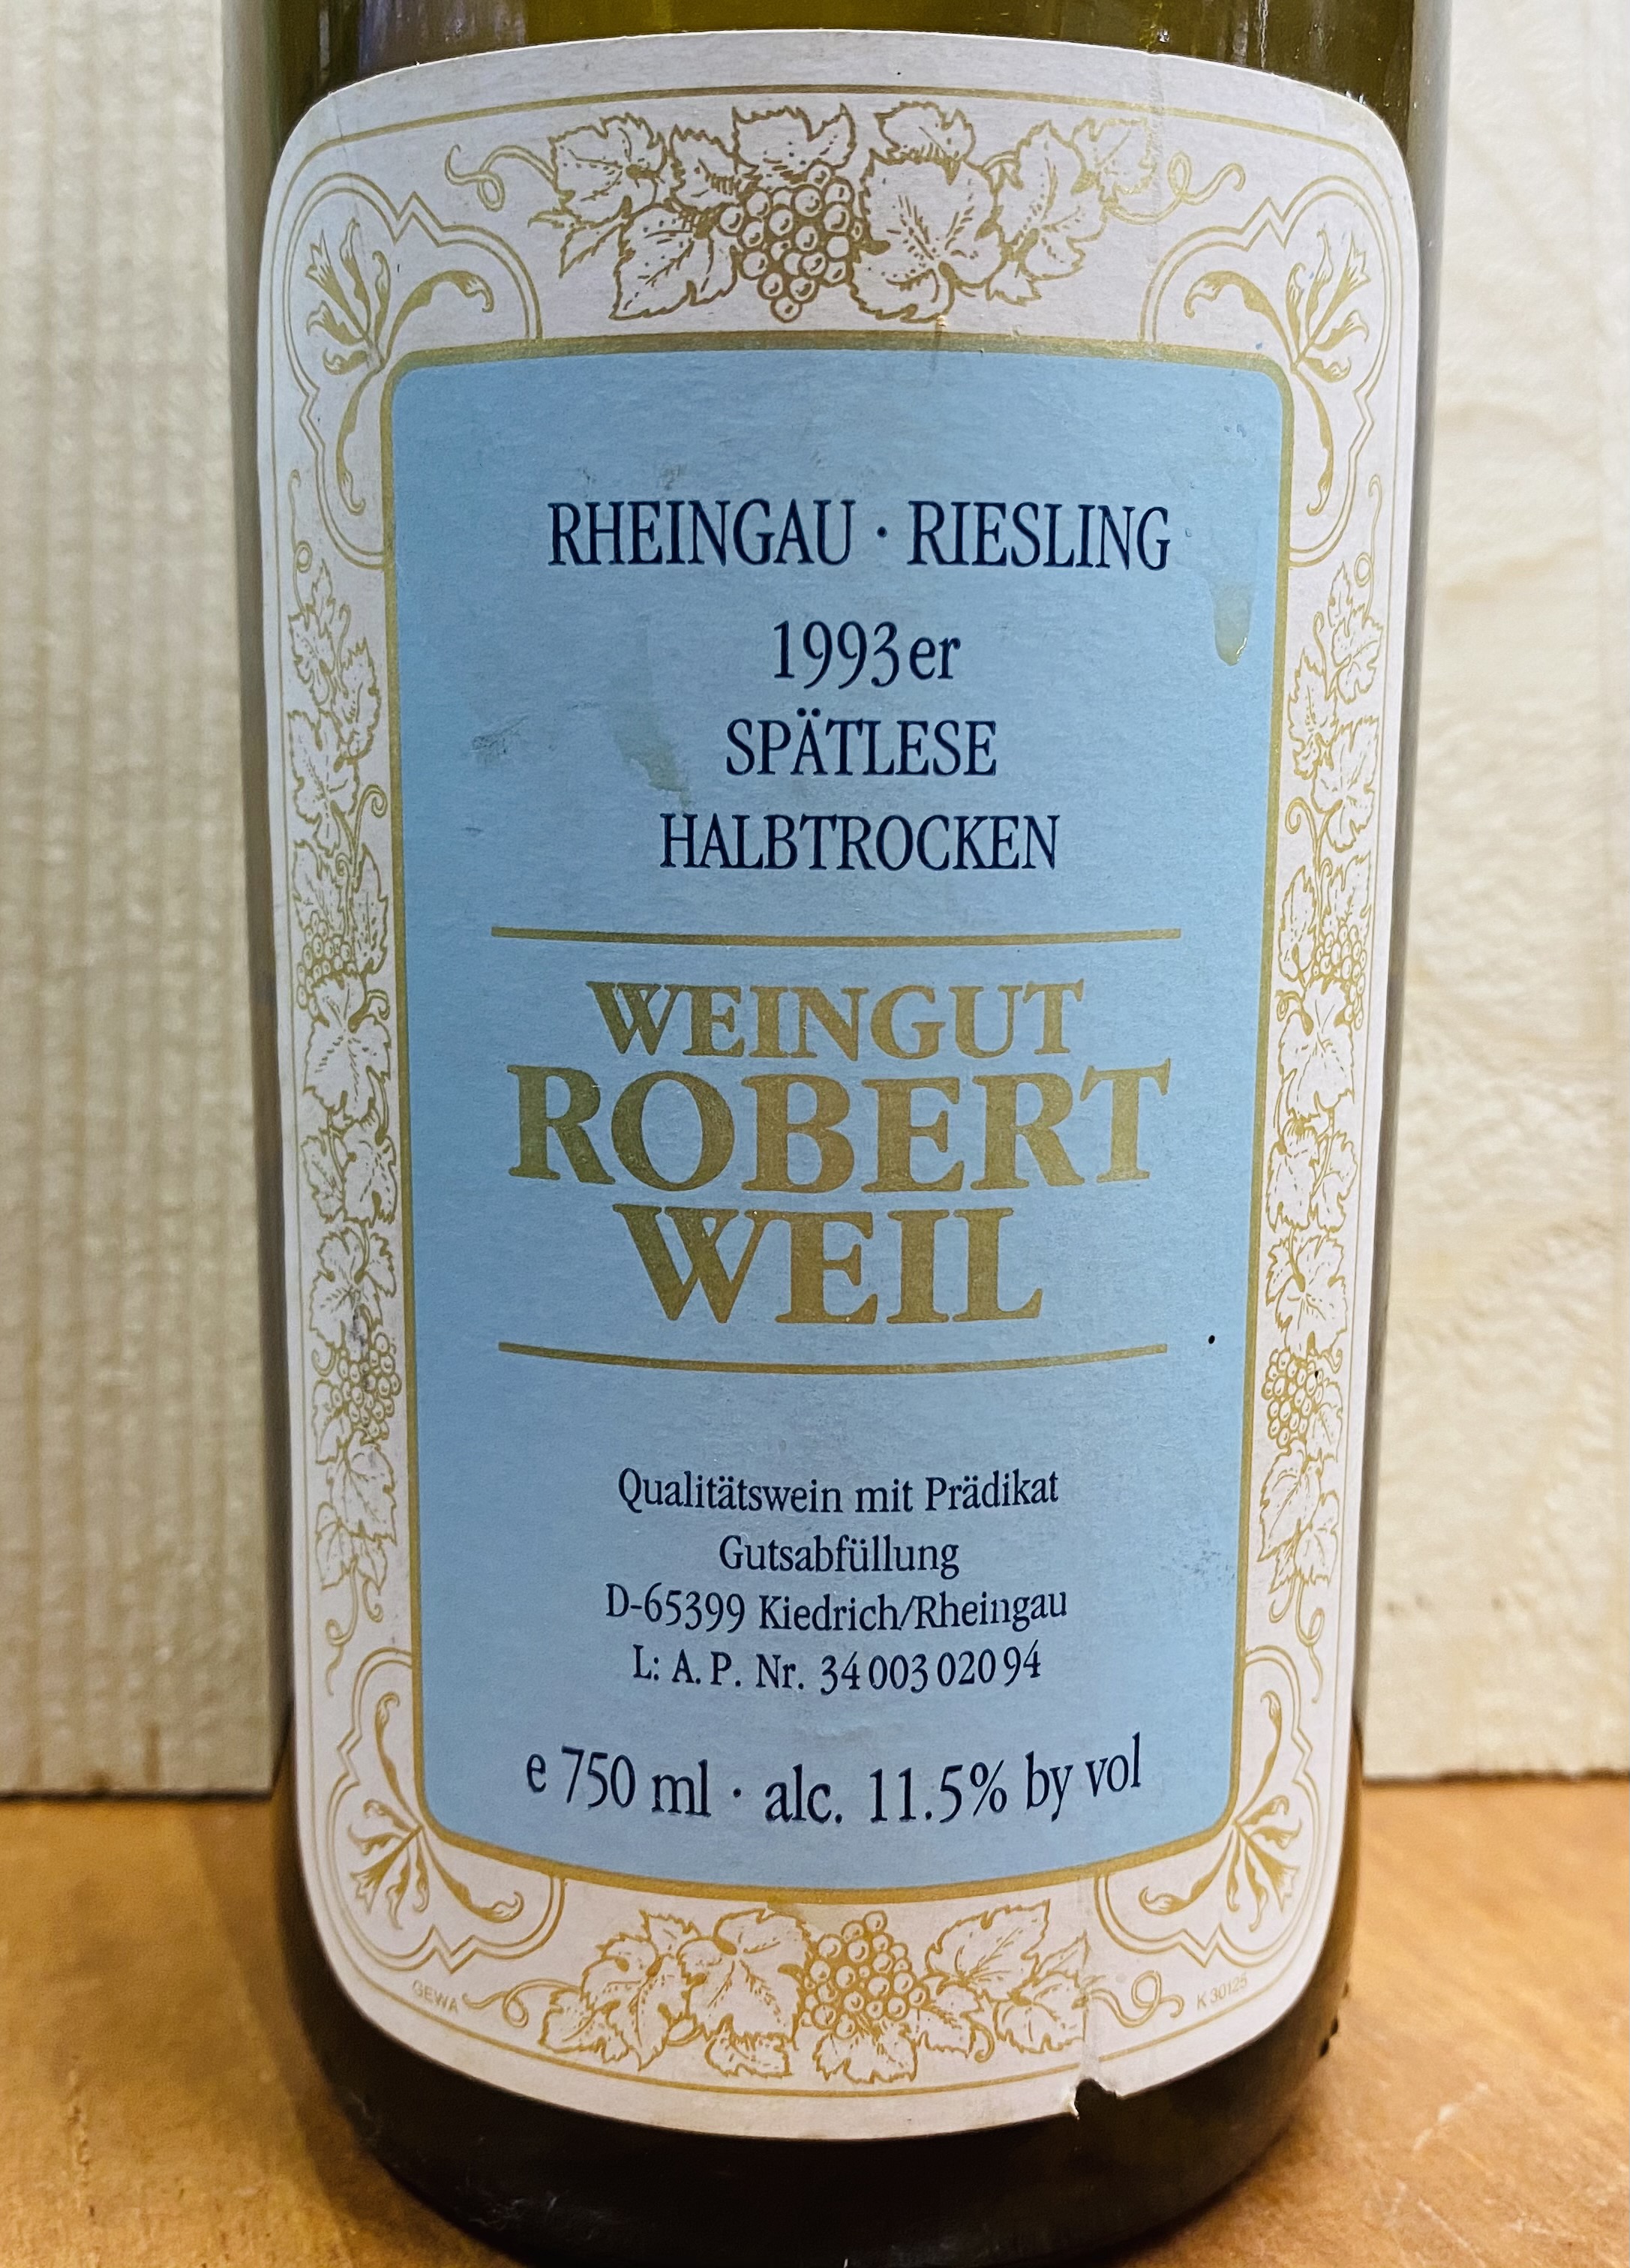 RHEINGAU · RIESLING
1993er
SPÄTLESE
HALBTROCKEN
WEINGUT
ROBERT
WEIL
Qualitätswein mit Prädikat
Gutsabfüllung
D-65399 Kiedrich/Rheingau
L: A. P. Nr. 34 003 020 94
e 750 ml · alc. 11.5% by vol
GEWA
K 30125